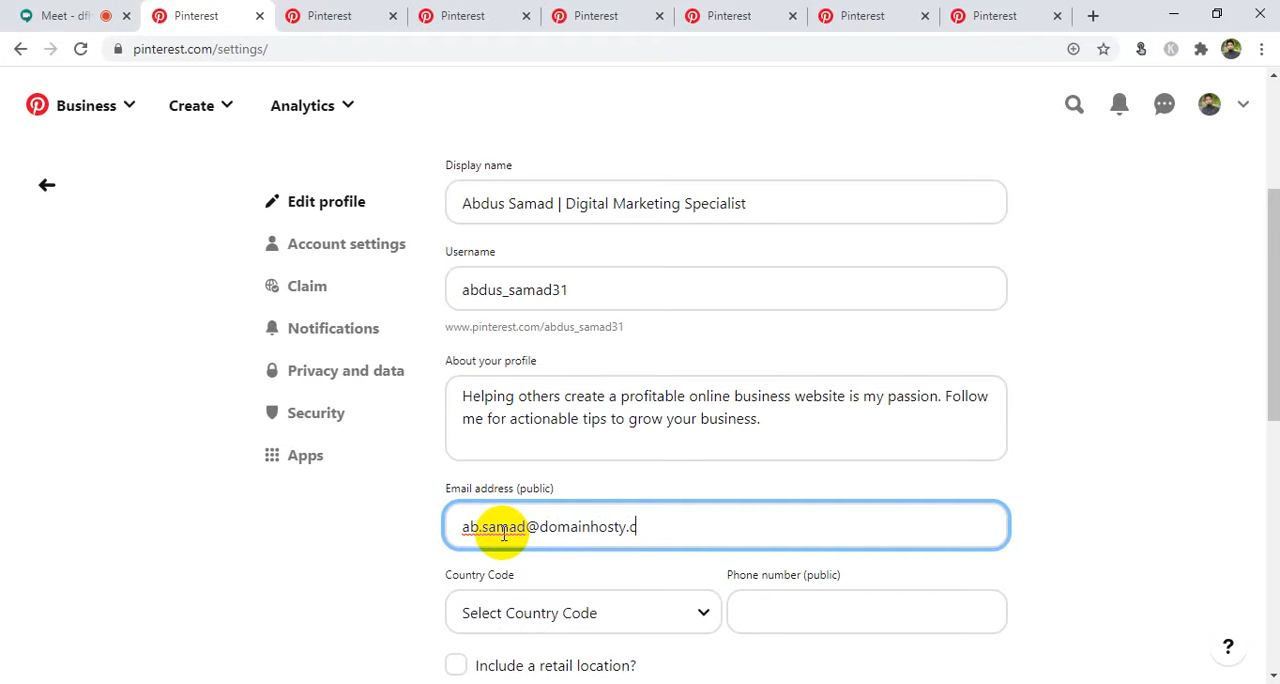 Meet - dfl
Pinterest
Pinterest
Pinterest
Pinterest
Pinterest
Pinterest
Pinterest
pinterest.com/settings/
K
Business
Create
Analytics
Display name
Edit profile
Abdus Samad | Digital Marketing Specialist
Account settings
Username
Claim
abdus_samad31
Notifications
www.pinterest.com/abdus_samad31
About your profile
Privacy and data
Helping others create a profitable online business website is my passion. Follow
me for actionable tips to grow your business.
Security
Apps
Email address (public)
ab.samad@domainhosty.c
Country Code
Phone number (public)
Select Country Code
Include a retail location?
?